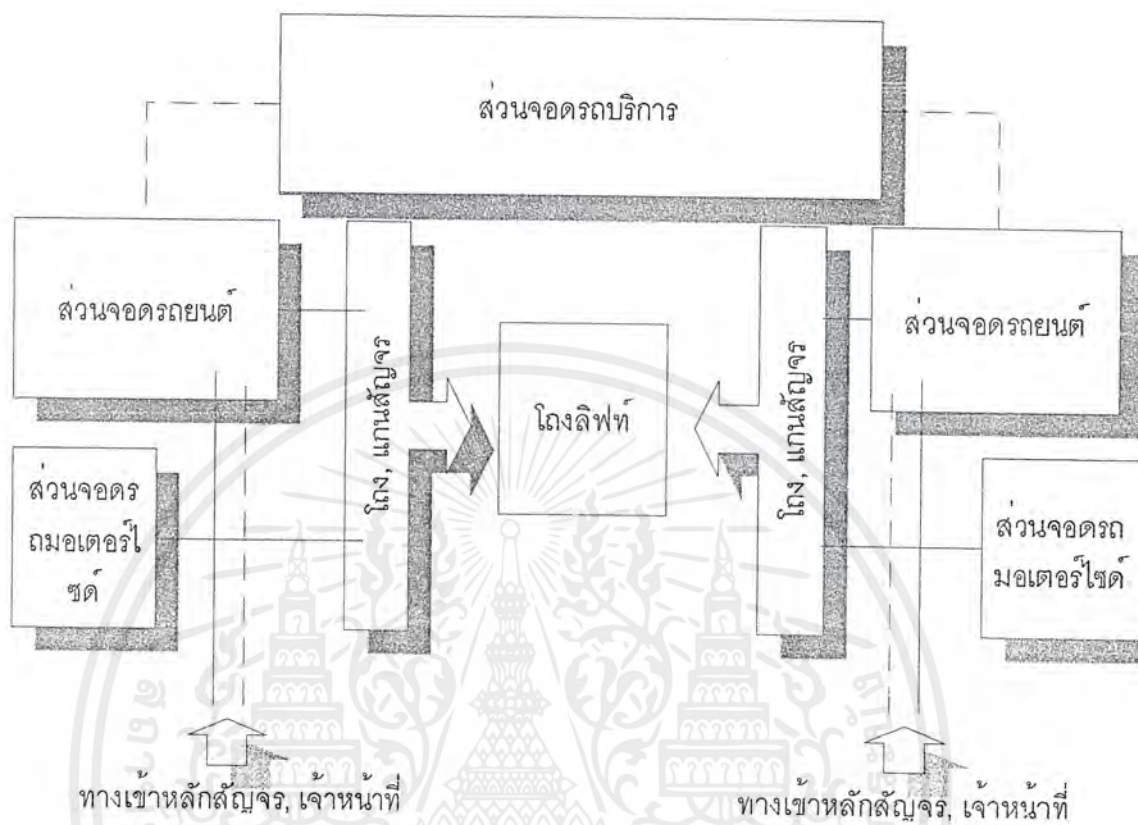 ส่วนจอดรถบริการ
ส่วนจอดรถยนต์
ส่วนจอดรถยนต์
โถง, แกนสัญจร
โถงลิฟท์
โถง, แกนสัญจร
ส่วนจอดร
ถมอเตอร์ไ
ซด์
ส่วนจอดรถ
มอเตอร์ไซด์
ทางเข้าหลักสัญจร, เจ้าหน้าที่
ทางเข้าหลักสัญจร, เจ้าหน้าที่